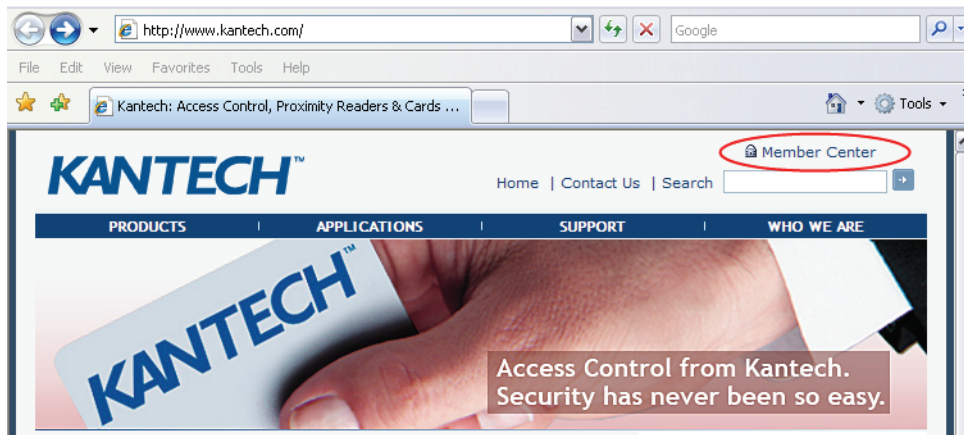 http://www.kantech.com/
Google
File Edit View Favorites Tools Help
Kantech: Access Control, Proximity Readers & Cards ...
Tools
KANTECH™
Member Center
Home | Contact Us | Search
PRODUCTS | APPLICATIONS | SUPPORT | WHO WE ARE
KANTECH™
Access Control from Kantech.
Security has never been so easy.